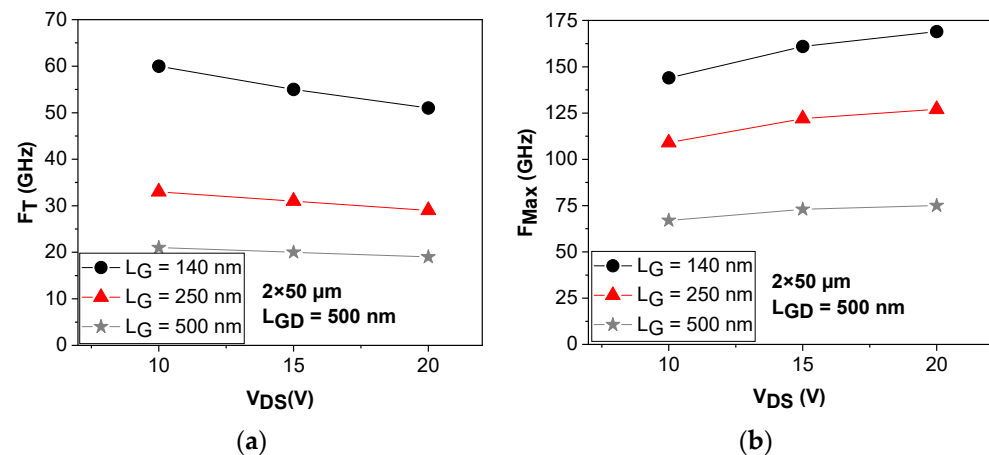 70
60
50
40
30
20
10
0
F_T (GHz)
L_G = 140 nm
L_G = 250 nm
L_G = 500 nm
2×50 µm
L_GD = 500 nm
10 15 20
V_DS(V)
(a)
175
150
125
100
75
50
25
0
F_Max (GHz)
L_G = 140 nm
L_G = 250 nm
L_G = 500 nm
2×50 µm
L_GD = 500 nm
10 15 20
V_DS (V)
(b)